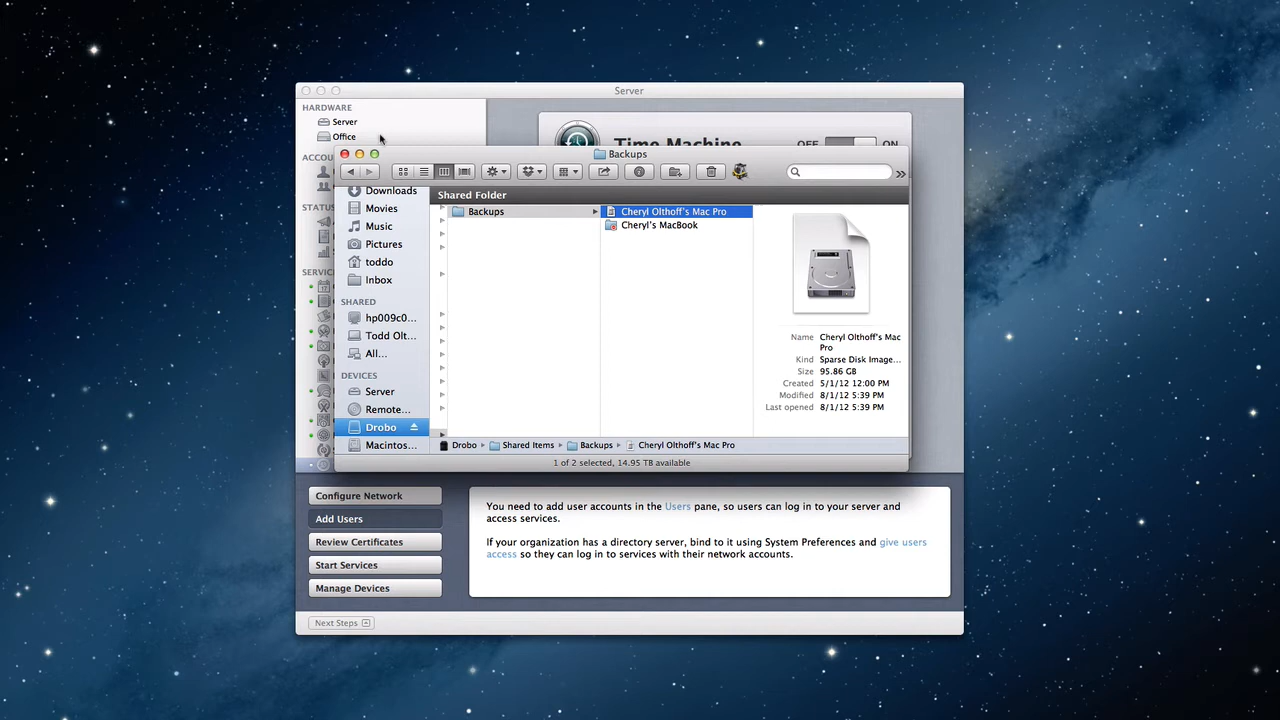 Server
HARDWARE
Server
Office
ACCOU
STATUS
SERVIC
Time Machine
OFF
ON
Backups
Downloads
Movies
Music
Pictures
toddo
Inbox
SHARED
hp009c0...
Todd Olt...
All...
DEVICES
Server
Remote...
Drobo
Macintos...
Shared Folder
Backups
Cheryl Olthoff's Mac Pro
Cheryl's MacBook
Name Cheryl Olthoff's Mac
Pro
Kind Sparse Disk Image...
Size 95.86 GB
Created 5/1/12 12:00 PM
Modified 8/1/12 5:39 PM
Last opened 8/1/12 5:39 PM
Drobo Shared Items Backups Cheryl Olthoff's Mac Pro
1 of 2 selected, 14.95 TB available
Configure Network
Add Users
Review Certificates
Start Services
Manage Devices
You need to add user accounts in the Users pane, so users can log in to your server and
access services.
If your organization has a directory server, bind to it using System Preferences and give users
access so they can log in to services with their network accounts.
Next Steps